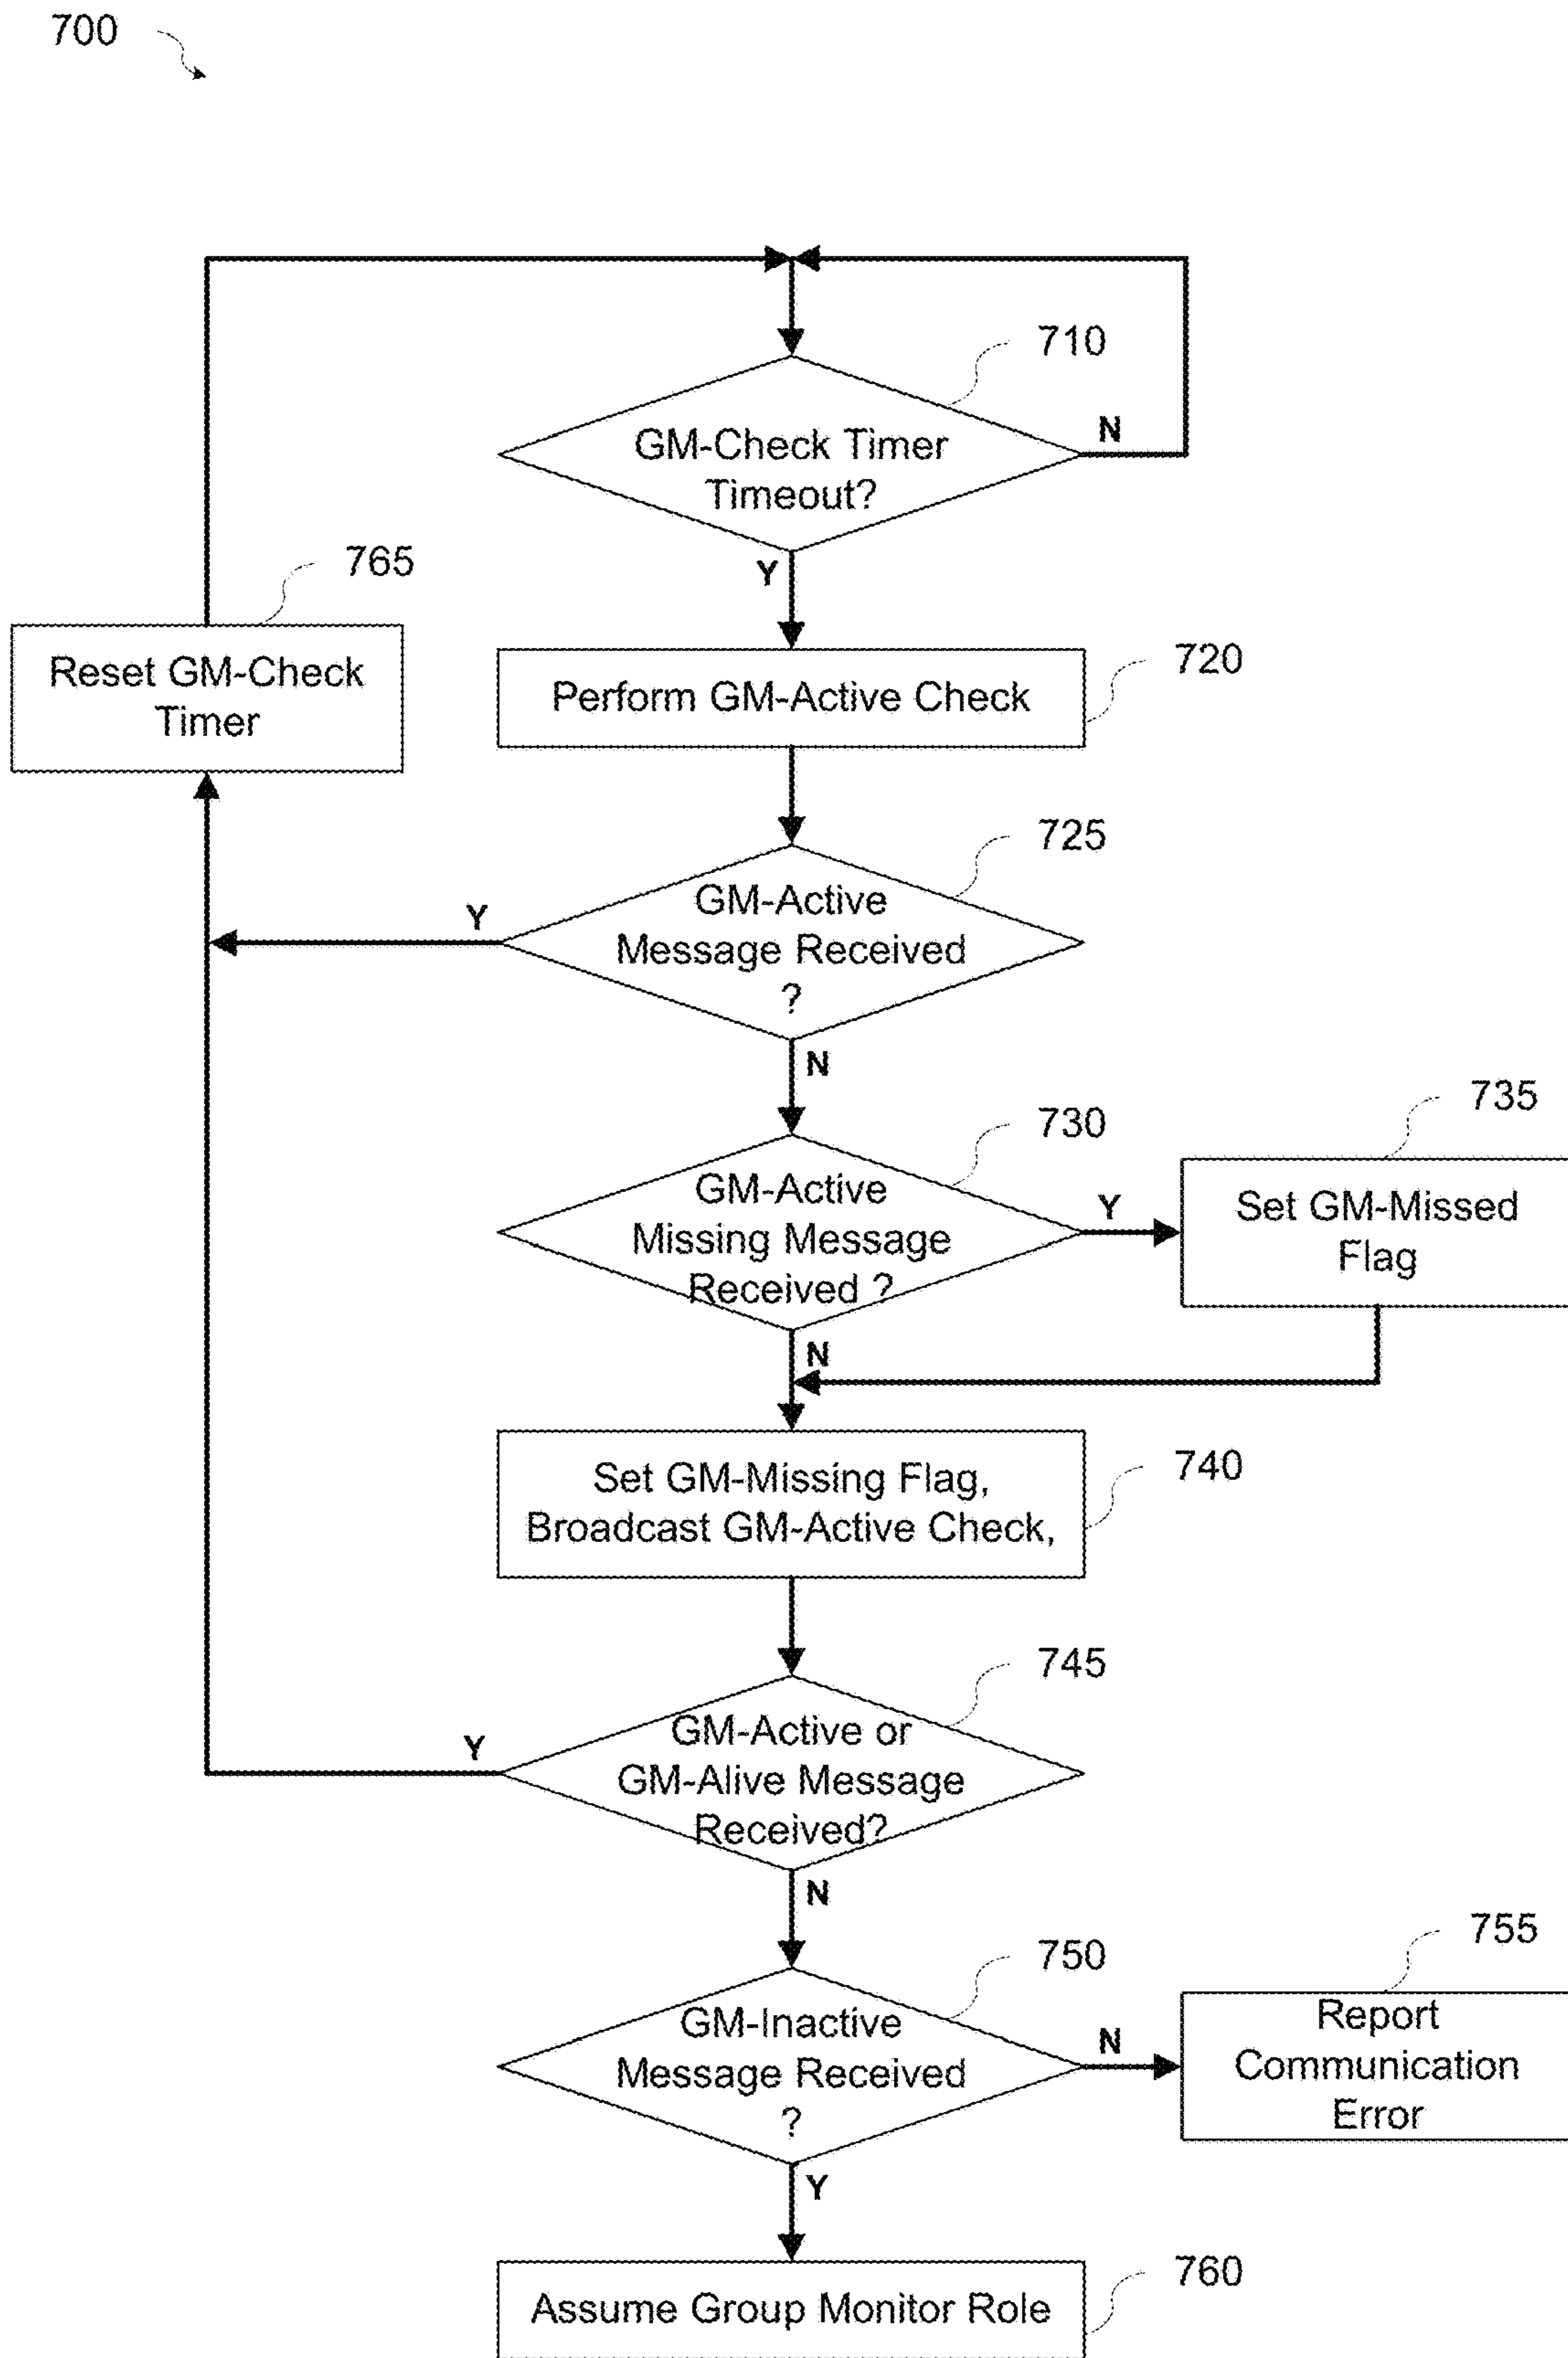 700
710
GM-Check Timer
Timeout?
N
Y
765
Reset GM-Check
Timer
720
Perform GM-Active Check
725
GM-Active
Message Received
?
Y
N
730
GM-Active
Missing Message
Received ?
Y
735
Set GM-Missed
Flag
N
740
Set GM-Missing Flag,
Broadcast GM-Active Check,
745
GM-Active or
GM-Alive Message
Received?
Y
N
750
GM-Inactive
Message Received
?
N
755
Report
Communication
Error
Y
760
Assume Group Monitor Role